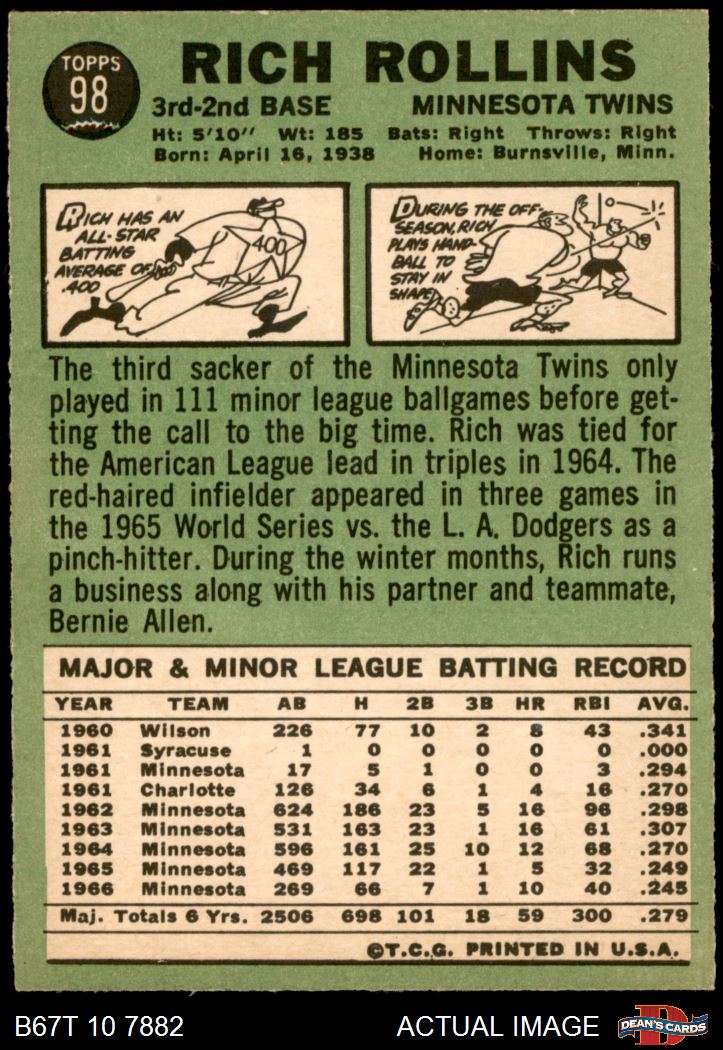 TOPPS
98
RICH ROLLINS
3rd-2nd BASE MINNESOTA TWINS
Ht: 5'10" Wt: 185 Bats: Right Throws: Right
Born: April 16, 1938 Home: Burnsville, Minn.
RICH HAS AN
ALL-STAR
BATTING
AVERAGE OF
.400
400
DURING THE OFF-
SEASON, RICH
PLAYS HAND-
BALL TO
STAY IN
SHAPE
The third sacker of the Minnesota Twins only
played in 111 minor league ballgames before get-
ting the call to the big time. Rich was tied for
the American League lead in triples in 1964. The
red-haired infielder appeared in three games in
the 1965 World Series vs. the L. A. Dodgers as a
pinch-hitter. During the winter months, Rich runs
a business along with his partner and teammate,
Bernie Allen.
MAJOR & MINOR LEAGUE BATTING RECORD
YEAR TEAM AB H 2B 3B HR RBI AVG.
1960 Wilson 226 77 10 2 8 43 .341
1961 Syracuse 1 0 0 0 0 0 .000
1961 Minnesota 17 5 1 0 0 3 .294
1961 Charlotte 126 34 6 1 4 16 .270
1962 Minnesota 624 186 23 5 16 96 .298
1963 Minnesota 531 163 23 1 16 61 .307
1964 Minnesota 596 161 25 10 12 68 .270
1965 Minnesota 469 117 22 1 5 32 .249
1966 Minnesota 269 66 7 1 10 40 .245
Maj. Totals 6 Yrs. 2506 698 101 18 59 300 .279
©T.C.G. PRINTED IN U.S.A.
B67T 10 7882 ACTUAL IMAGE D DEAN'S CARDS